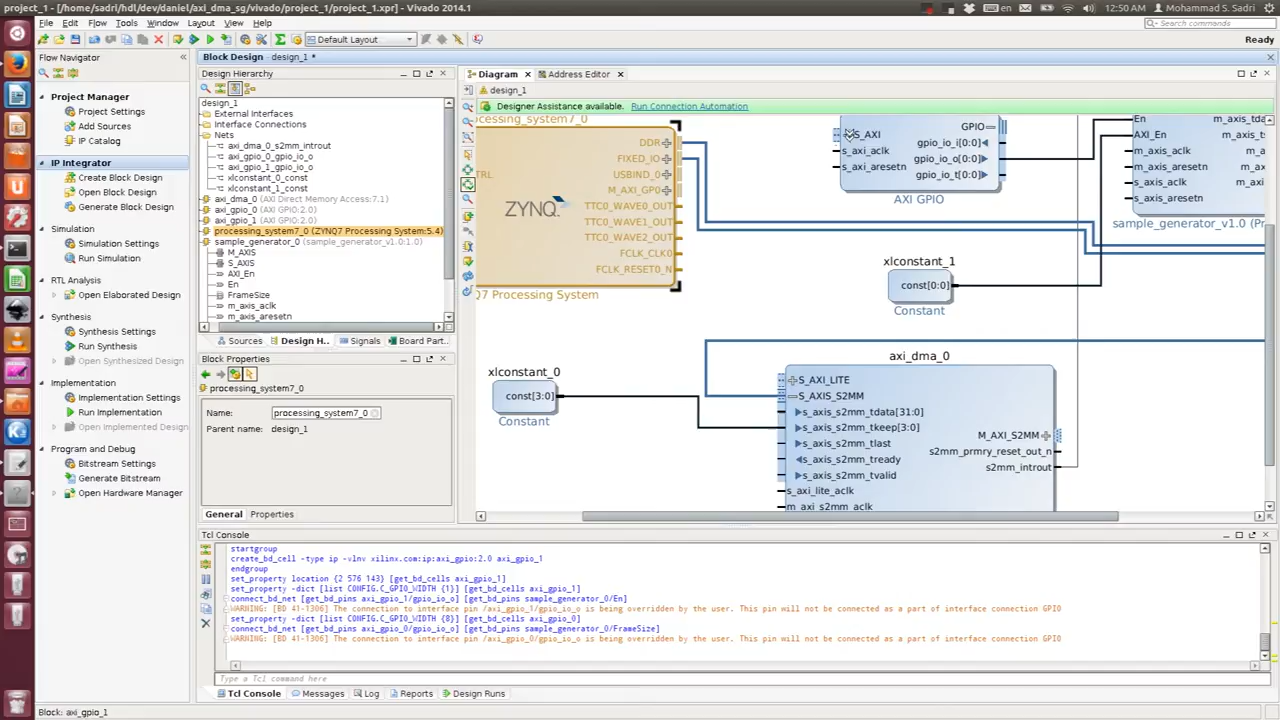 project_1 - [/home/sadri/hdl/dev/daniel/axi_dma_sg/vivado/project_1/project_1.xpr] - Vivado 2014.1
en
12:50 AM
Mohammad S. Sadri
File Edit Flow Tools Window Layout View Help
Search commands
Default Layout
Ready
Flow Navigator
Project Manager
Project Settings
Add Sources
IP Catalog
IP Integrator
Create Block Design
Open Block Design
Generate Block Design
Simulation
Simulation Settings
Run Simulation
RTL Analysis
Open Elaborated Design
Synthesis
Synthesis Settings
Run Synthesis
Open Synthesized Design
Implementation
Implementation Settings
Run Implementation
Open Implemented Design
Program and Debug
Bitstream Settings
Generate Bitstream
Open Hardware Manager
Block Design - design_1 *
Design Hierarchy
design_1
External Interfaces
Interface Connections
Nets
axi_dma_0_s2mm_introut
axi_gpio_0_gpio_io_o
axi_gpio_1_gpio_io_o
xlconstant_0_const
xlconstant_1_const
axi_dma_0 (AXI Direct Memory Access:7.1)
axi_gpio_0 (AXI GPIO:2.0)
axi_gpio_1 (AXI GPIO:2.0)
processing_system7_0 (ZYNQ7 Processing System:5.4)
sample_generator_0 (sample_generator_v1.0:1.0)
M_AXIS
S_AXIS
AXI_En
En
FrameSize
m_axis_aclk
m_axis_aresetn
Sources
Design H..
Signals
Board Part..
Block Properties
processing_system7_0
Name: processing_system7_0
Parent name: design_1
General
Properties
Diagram
Address Editor
design_1
Designer Assistance available. Run Connection Automation
DDR
FIXED_IO
USBIND_0
M_AXI_GP0
TTC0_WAVE0_OUT
TTC0_WAVE1_OUT
TTC0_WAVE2_OUT
FCLK_CLK0
FCLK_RESET0_N
ZYNQ
Q7 Processing System
S_AXI
s_axi_aclk
s_axi_aresetn
GPIO
gpio_io_i[0:0]
gpio_io_o[0:0]
gpio_io_t[0:0]
AXI GPIO
En
AXI_En
m_axis_aclk
m_axis_aresetn
s_axis_aclk
s_axis_aresetn
m_axis_tda
m_axis_ts
xlconstant_1
const[0:0]
Constant
xlconstant_0
const[3:0]
Constant
axi_dma_0
S_AXI_LITE
S_AXIS_S2MM
s_axis_s2mm_tdata[31:0]
s_axis_s2mm_tkeep[3:0]
s_axis_s2mm_tlast
s_axis_s2mm_tready
s_axis_s2mm_tvalid
s_axi_lite_aclk
m_axi_s2mm_aclk
M_AXI_S2MM
s2mm_prmry_reset_out_n
s2mm_introut
Tcl Console
startgroup
create_bd_cell -type ip -vlnv xilinx.com:ip:axi_gpio:2.0 axi_gpio_1
endgroup
set_property location {2 576 143} [get_bd_cells axi_gpio_1]
set_property -dict [list CONFIG.C_GPIO_WIDTH {1}] [get_bd_cells axi_gpio_1]
connect_bd_net [get_bd_pins axi_gpio_1/gpio_io_o] [get_bd_pins sample_generator_0/En]
WARNING: [BD 41-1306] The connection to interface pin /axi_gpio_1/gpio_io_o is being overridden by the user. This pin will not be connected as a part of interface connection GPIO
set_property -dict [list CONFIG.C_GPIO_WIDTH {8}] [get_bd_cells axi_gpio_0]
connect_bd_net [get_bd_pins axi_gpio_0/gpio_io_o] [get_bd_pins sample_generator_0/FrameSize]
WARNING: [BD 41-1306] The connection to interface pin /axi_gpio_0/gpio_io_o is being overridden by the user. This pin will not be connected as a part of interface connection GPIO
Type a Tcl command here
Tcl Console
Messages
Log
Reports
Design Runs
Block: axi_gpio_1